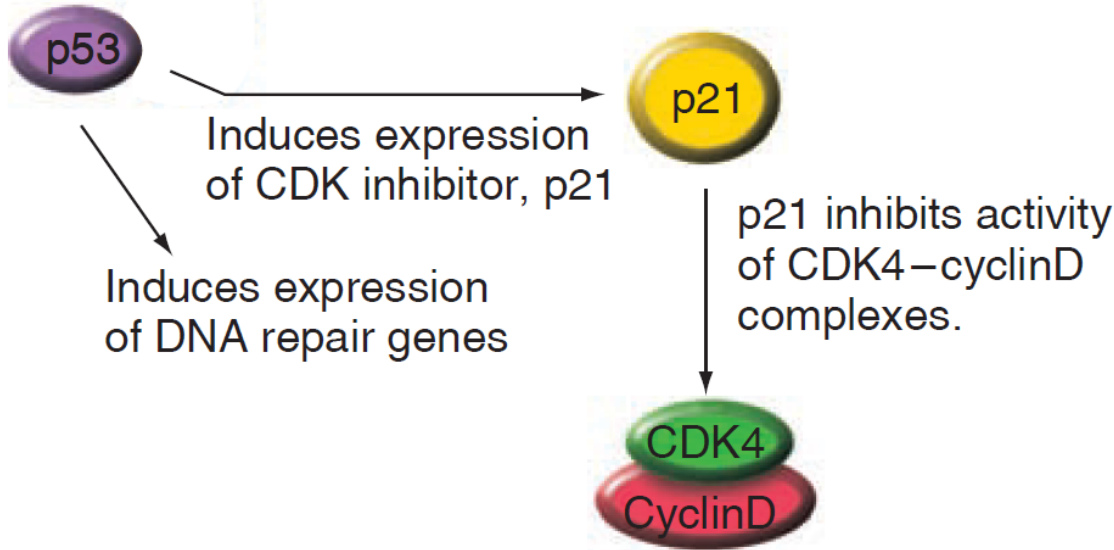 p53
p21
Induces expression
of CDK inhibitor, p21
p21 inhibits activity
of CDK4–cyclinD
complexes.
Induces expression
of DNA repair genes
CDK4
CyclinD